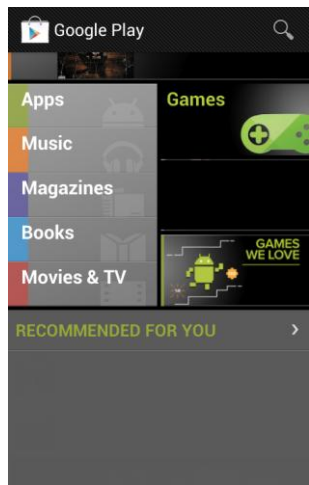 Google Play
Apps
Games
Music
Magazines
Books
GAMES
WE LOVE
Movies & TV
RECOMMENDED FOR YOU